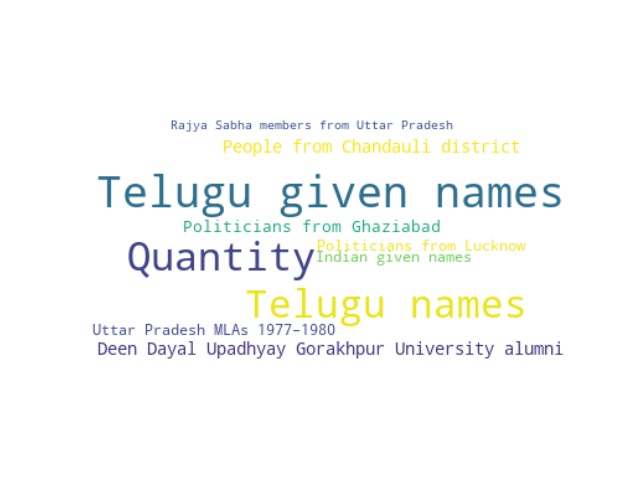 Rajya Sabha members from Uttar Pradesh
People from Chandauli district
Telugu given names
Politicians from Ghaziabad
Politicians from Lucknow
Quantity
Indian given names
Telugu names
Uttar Pradesh MLAs 1977–1980
Deen Dayal Upadhyay Gorakhpur University alumni